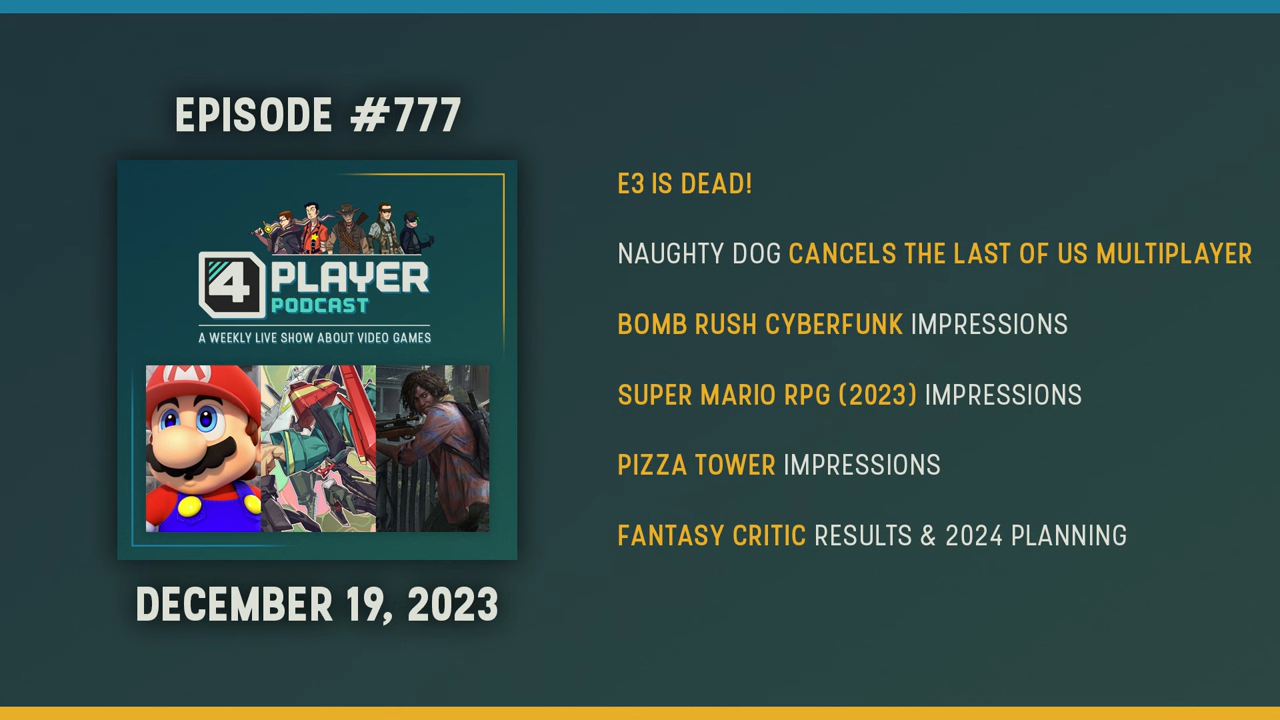 EPISODE #777
4 PLAYER
PODCAST
A WEEKLY LIVE SHOW ABOUT VIDEO GAMES
M
DECEMBER 19, 2023
E3 IS DEAD!
NAUGHTY DOG CANCELS THE LAST OF US MULTIPLAYER
BOMB RUSH CYBERFUNK IMPRESSIONS
SUPER MARIO RPG (2023) IMPRESSIONS
PIZZA TOWER IMPRESSIONS
FANTASY CRITIC RESULTS & 2024 PLANNING